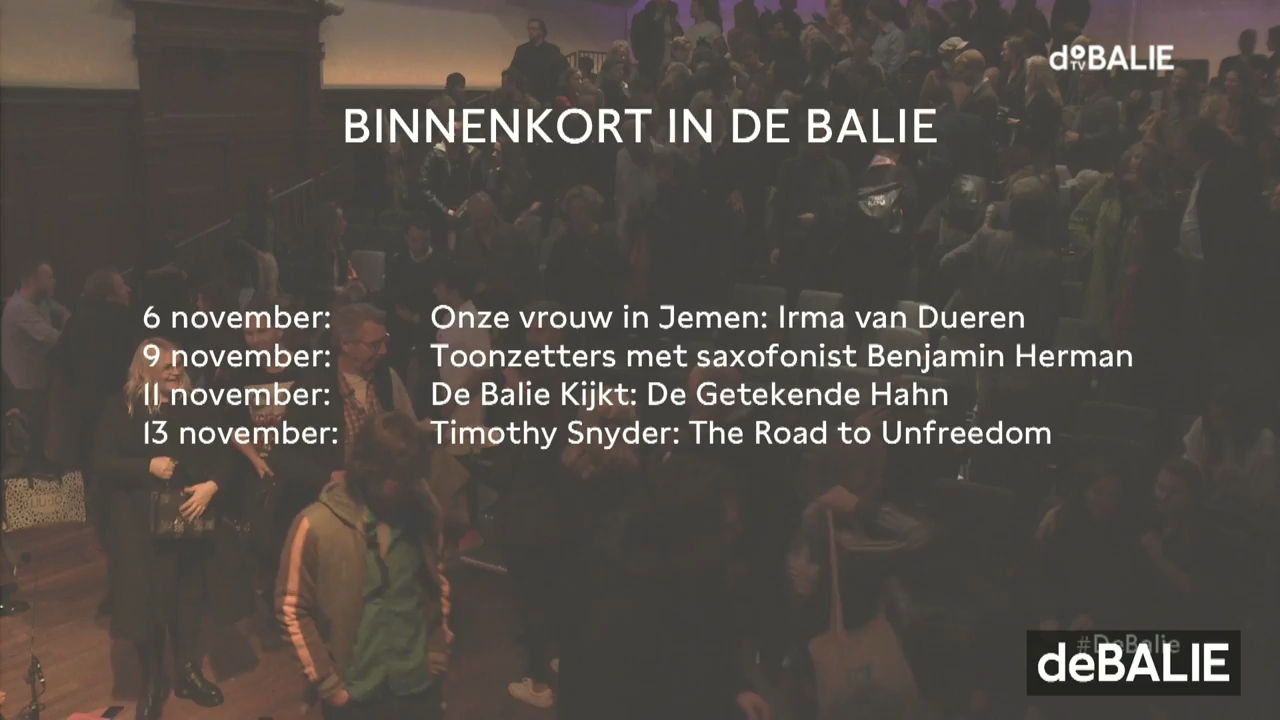 doBALIE
TV
BINNENKORT IN DE BALIE
6 november: Onze vrouw in Jemen: Irma van Dueren
9 november: Toonzetters met saxofonist Benjamin Herman
11 november: De Balie Kijkt: De Getekende Hahn
13 november: Timothy Snyder: The Road to Unfreedom
#DeBalie
deBALIE